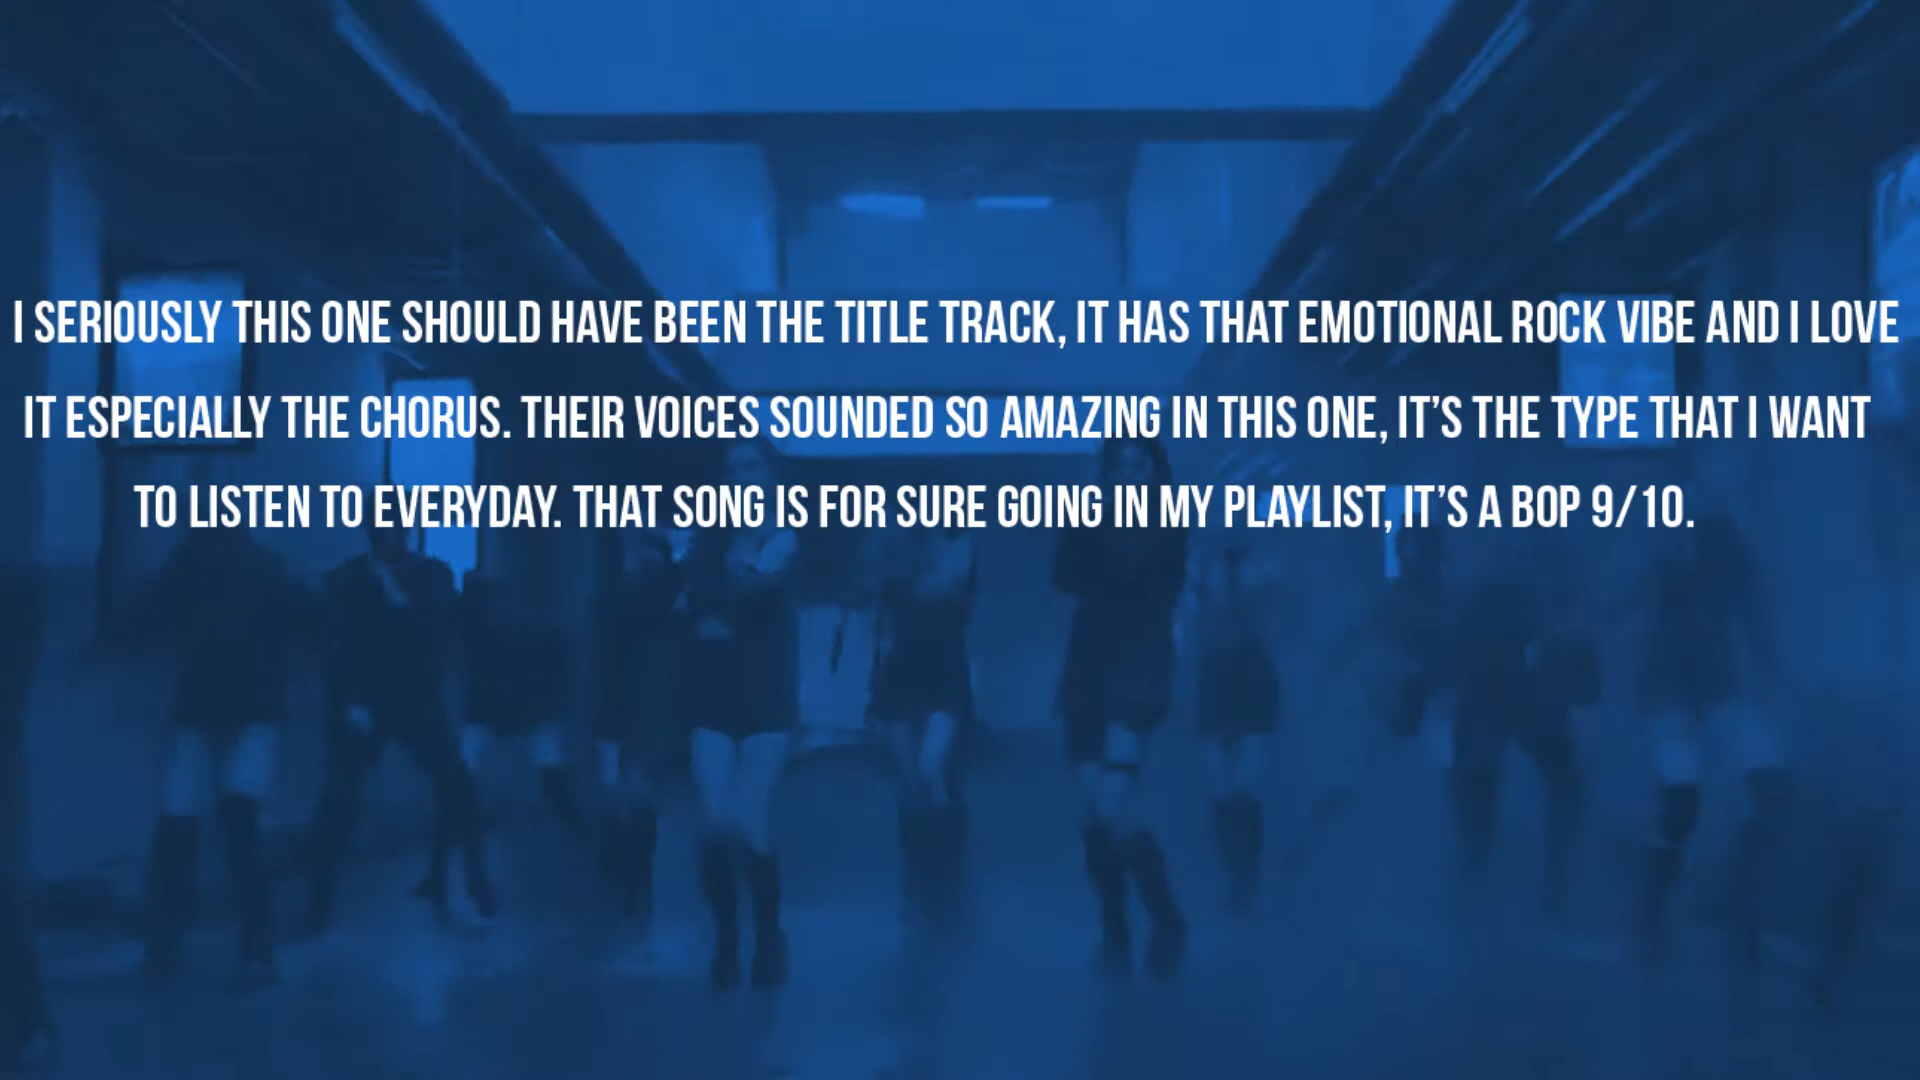 I SERIOUSLY THIS ONE SHOULD HAVE BEEN THE TITLE TRACK, IT HAS THAT EMOTIONAL ROCK VIBE AND I LOVE
IT ESPECIALLY THE CHORUS. THEIR VOICES SOUNDED SO AMAZING IN THIS ONE, IT’S THE TYPE THAT I WANT
TO LISTEN TO EVERYDAY. THAT SONG IS FOR SURE GOING IN MY PLAYLIST, IT’S A BOP 9/10.